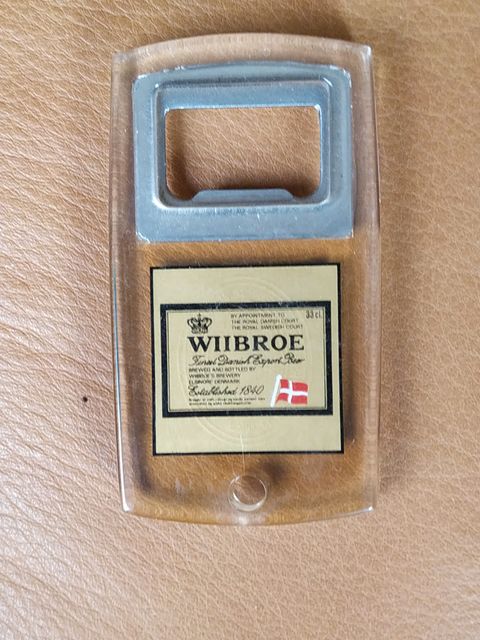 BY APPOINTMENT TO
THE ROYAL DANISH COURT
THE ROYAL SWEDISH COURT
33 cl.
WIIBROE
Finest Danish Export Beer
BREWED AND BOTTLED BY
WIIBROE'S BREWERY
ELSINORE DENMARK
Established 1840